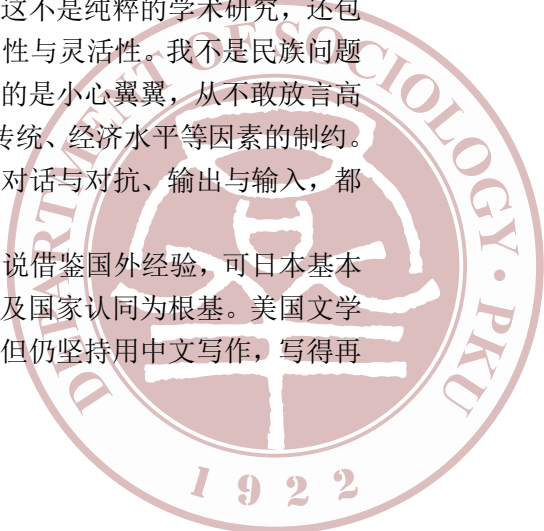 这不是纯粹的学术研究，还包
性与灵活性。我不是民族问题
的是小心翼翼，从不敢放言高
传统、经济水平等因素的制约。
对话与对抗、输出与输入，都
说借鉴国外经验，可日本基本
及国家认同为根基。美国文学
但仍坚持用中文写作，写得再
DEPARTMENT OF SOCIOLOGY · PKU
1922